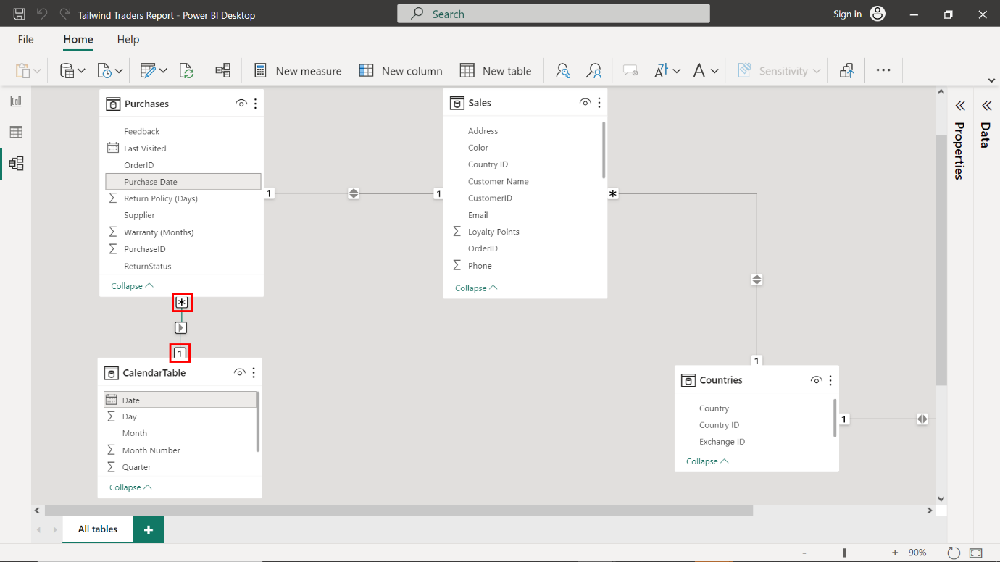 Tailwind Traders Report - Power BI Desktop
Search
Sign in
File
Home
Help
New measure
New column
New table
Sensitivity
Purchases
Feedback
Last Visited
OrderID
Purchase Date
Return Policy (Days)
Supplier
Warranty (Months)
PurchaseID
ReturnStatus
Collapse
1
1
Sales
Address
Color
Country ID
Customer Name
CustomerID
Email
Loyalty Points
OrderID
Phone
Collapse
*
1
*
1
CalendarTable
Date
Day
Month
Month Number
Quarter
Collapse
Countries
Country
Country ID
Exchange ID
Collapse
1
Properties
Data
All tables
90%